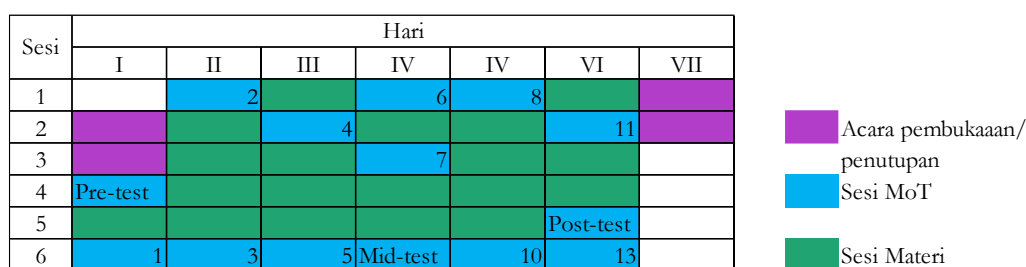 Sesi Hari
I II III IV IV VI VII
1 2 6 8
2 4 11
3 7
4 Pre-test
5 Post-test
6 1 3 5 Mid-test 10 13
Acara pembukaaan/
penutupan
Sesi MoT
Sesi Materi